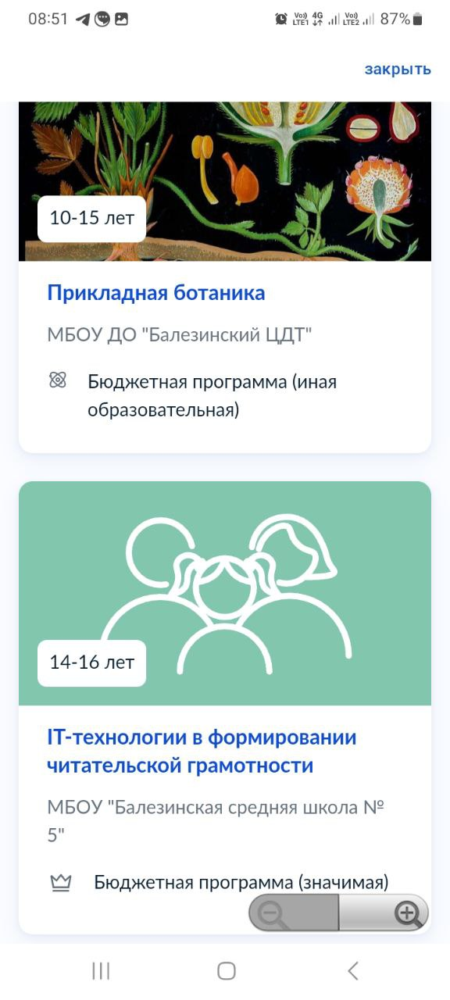 08:51 Vo)) LTE1 4G Vo)) LTE2 87%
закрыть
10-15 лет
Прикладная ботаника
МБОУ ДО "Балезинский ЦДТ"
Бюджетная программа (иная
образовательная)
14-16 лет
IT-технологии в формировании
читательской грамотности
МБОУ "Балезинская средняя школа №
5"
Бюджетная программа (значимая)